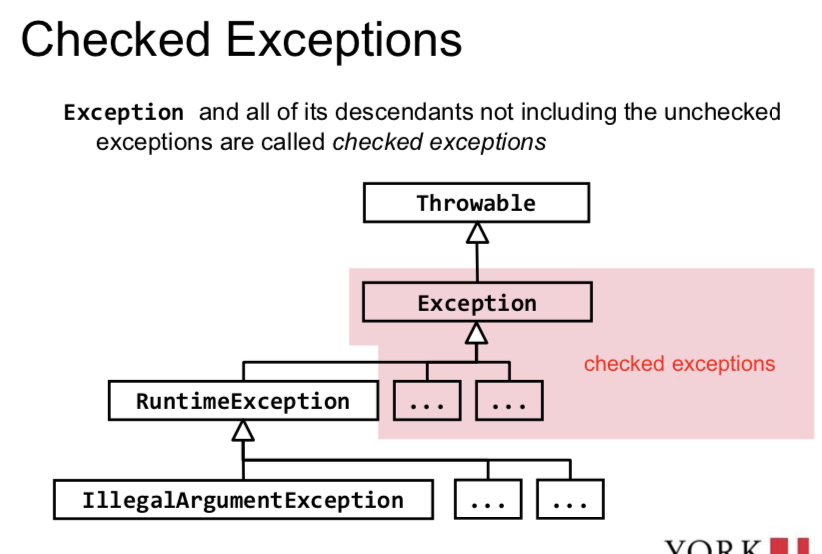 Checked Exceptions
Exception and all of its descendants not including the unchecked
exceptions are called checked exceptions
Throwable
Exception
checked exceptions
RuntimeException
...
...
IllegalArgumentException
...
...
YORK